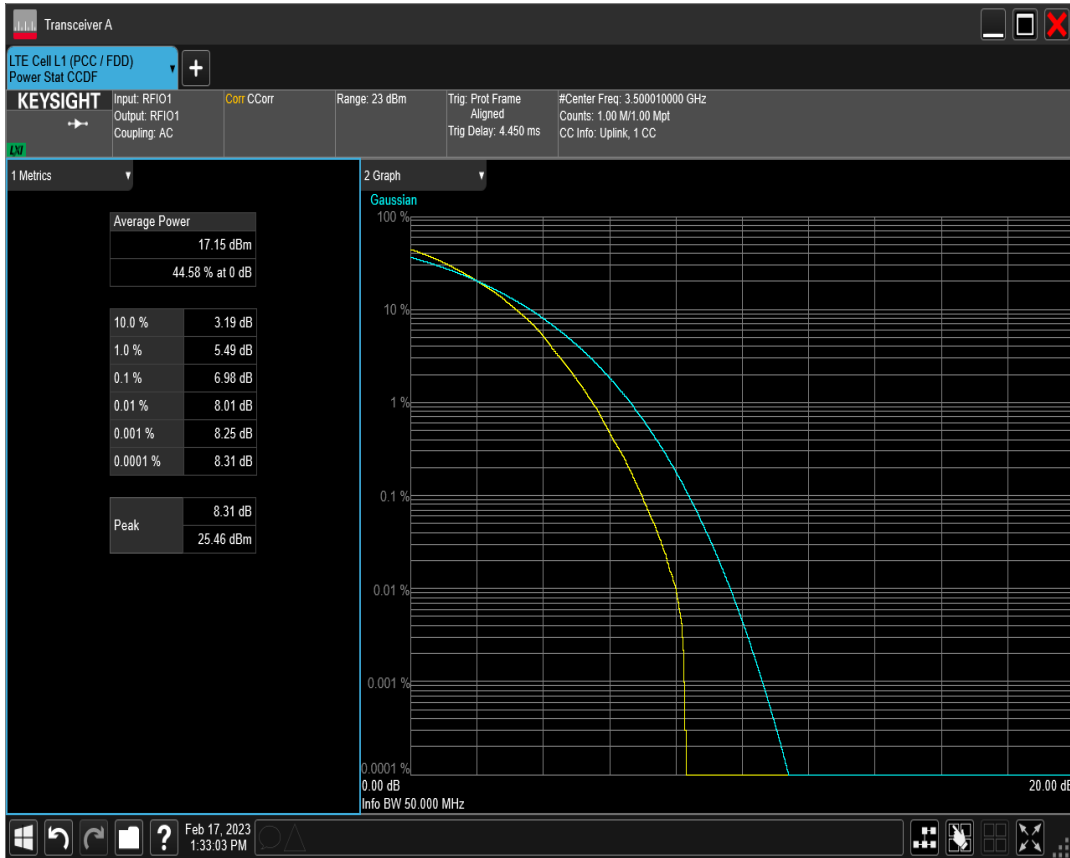 Transceiver A
LTE Cell L1 (PCC / FDD)
Power Stat CCDF
+
KEYSIGHT
LXI
Input: RFIO1
Output: RFIO1
Coupling: AC
Corr CCorr
Range: 23 dBm
Trig: Prot Frame
Aligned
Trig Delay: 4.450 ms
#Center Freq: 3.500010000 GHz
Counts: 1.00 M/1.00 Mpt
CC Info: Uplink, 1 CC
1 Metrics
Average Power
17.15 dBm
44.58 % at 0 dB
10.0 % 3.19 dB
1.0 % 5.49 dB
0.1 % 6.98 dB
0.01 % 8.01 dB
0.001 % 8.25 dB
0.0001 % 8.31 dB
Peak
8.31 dB
25.46 dBm
2 Graph
Gaussian
100 %
10 %
1 %
0.1 %
0.01 %
0.001 %
0.0001 %
0.00 dB
20.00 dB
Info BW 50.000 MHz
?
Feb 17, 2023
1:33:03 PM